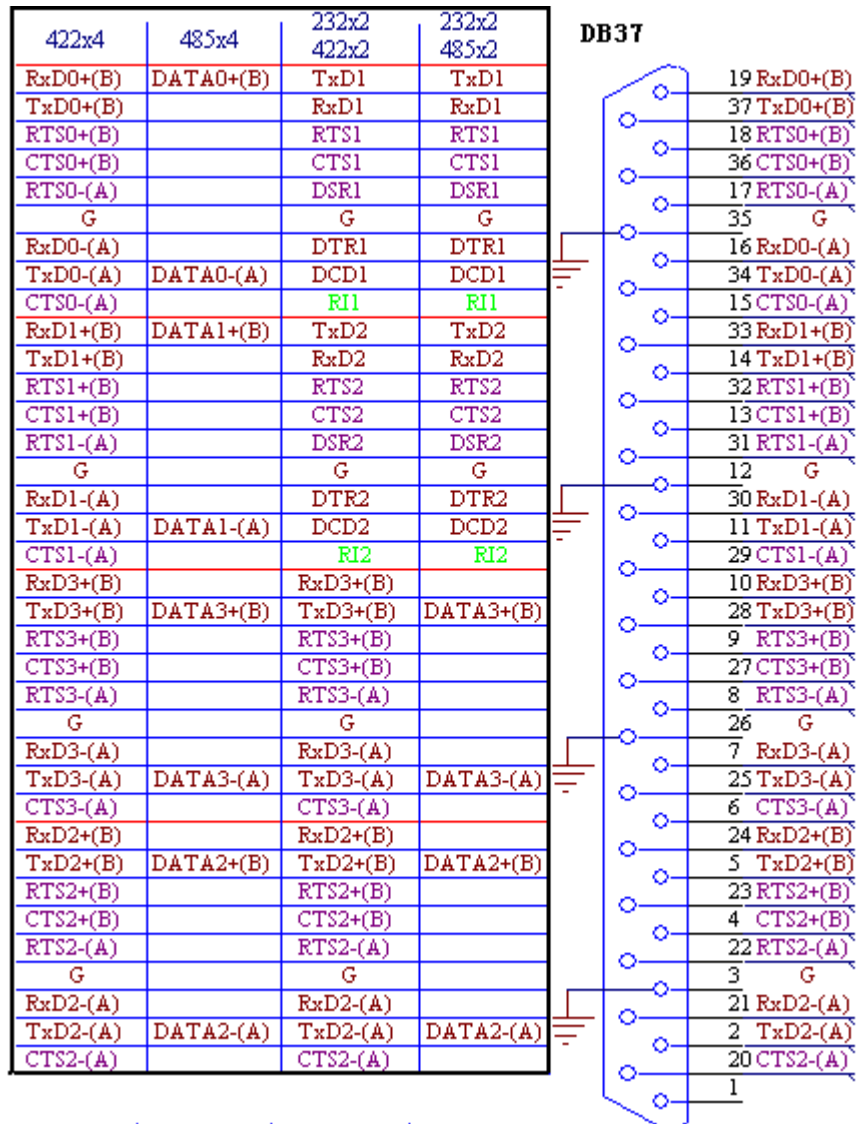 422x4 485x4 232x2 422x2 232x2 485x2 DB37
RxD0+(B) DATA0+(B) TxD1 TxD1 19 RxD0+(B)
TxD0+(B) RxD1 RxD1 37 TxD0+(B)
RTS0+(B) RTS1 RTS1 18 RTS0+(B)
CTS0+(B) CTS1 CTS1 36 CTS0+(B)
RTS0-(A) DSR1 DSR1 17 RTS0-(A)
G G G 35 G
RxD0-(A) DTR1 DTR1 16 RxD0-(A)
TxD0-(A) DATA0-(A) DCD1 DCD1 34 TxD0-(A)
CTS0-(A) RI1 RI1 15 CTS0-(A)
RxD1+(B) DATA1+(B) TxD2 TxD2 33 RxD1+(B)
TxD1+(B) RxD2 RxD2 14 TxD1+(B)
RTS1+(B) RTS2 RTS2 32 RTS1+(B)
CTS1+(B) CTS2 CTS2 13 CTS1+(B)
RTS1-(A) DSR2 DSR2 31 RTS1-(A)
G G G 12 G
RxD1-(A) DTR2 DTR2 30 RxD1-(A)
TxD1-(A) DATA1-(A) DCD2 DCD2 11 TxD1-(A)
CTS1-(A) RI2 RI2 29 CTS1-(A)
RxD3+(B) RxD3+(B) 10 RxD3+(B)
TxD3+(B) DATA3+(B) TxD3+(B) DATA3+(B) 28 TxD3+(B)
RTS3+(B) RTS3+(B) 9 RTS3+(B)
CTS3+(B) CTS3+(B) 27 CTS3+(B)
RTS3-(A) RTS3-(A) 8 RTS3-(A)
G G 26 G
RxD3-(A) RxD3-(A) 7 RxD3-(A)
TxD3-(A) DATA3-(A) TxD3-(A) DATA3-(A) 25 TxD3-(A)
CTS3-(A) CTS3-(A) 6 CTS3-(A)
RxD2+(B) RxD2+(B) 24 RxD2+(B)
TxD2+(B) DATA2+(B) TxD2+(B) DATA2+(B) 5 TxD2+(B)
RTS2+(B) RTS2+(B) 23 RTS2+(B)
CTS2+(B) CTS2+(B) 4 CTS2+(B)
RTS2-(A) RTS2-(A) 22 RTS2-(A)
G G 3 G
RxD2-(A) RxD2-(A) 21 RxD2-(A)
TxD2-(A) DATA2-(A) TxD2-(A) DATA2-(A) 2 TxD2-(A)
CTS2-(A) CTS2-(A) 20 CTS2-(A)
1